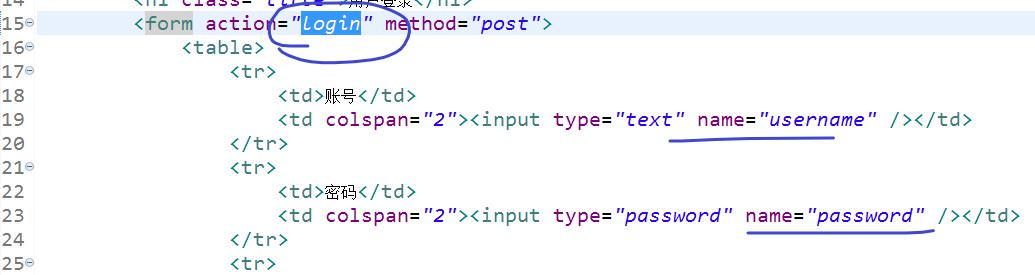 14 <h1 class="title">用户登录</h1>
15 <form action="login" method="post">
16 <table>
17 <tr>
18 <td>账号</td>
19 <td colspan="2"><input type="text" name="username" /></td>
20 </tr>
21 <tr>
22 <td>密码</td>
23 <td colspan="2"><input type="password" name="password" /></td>
24 </tr>
25 <tr>